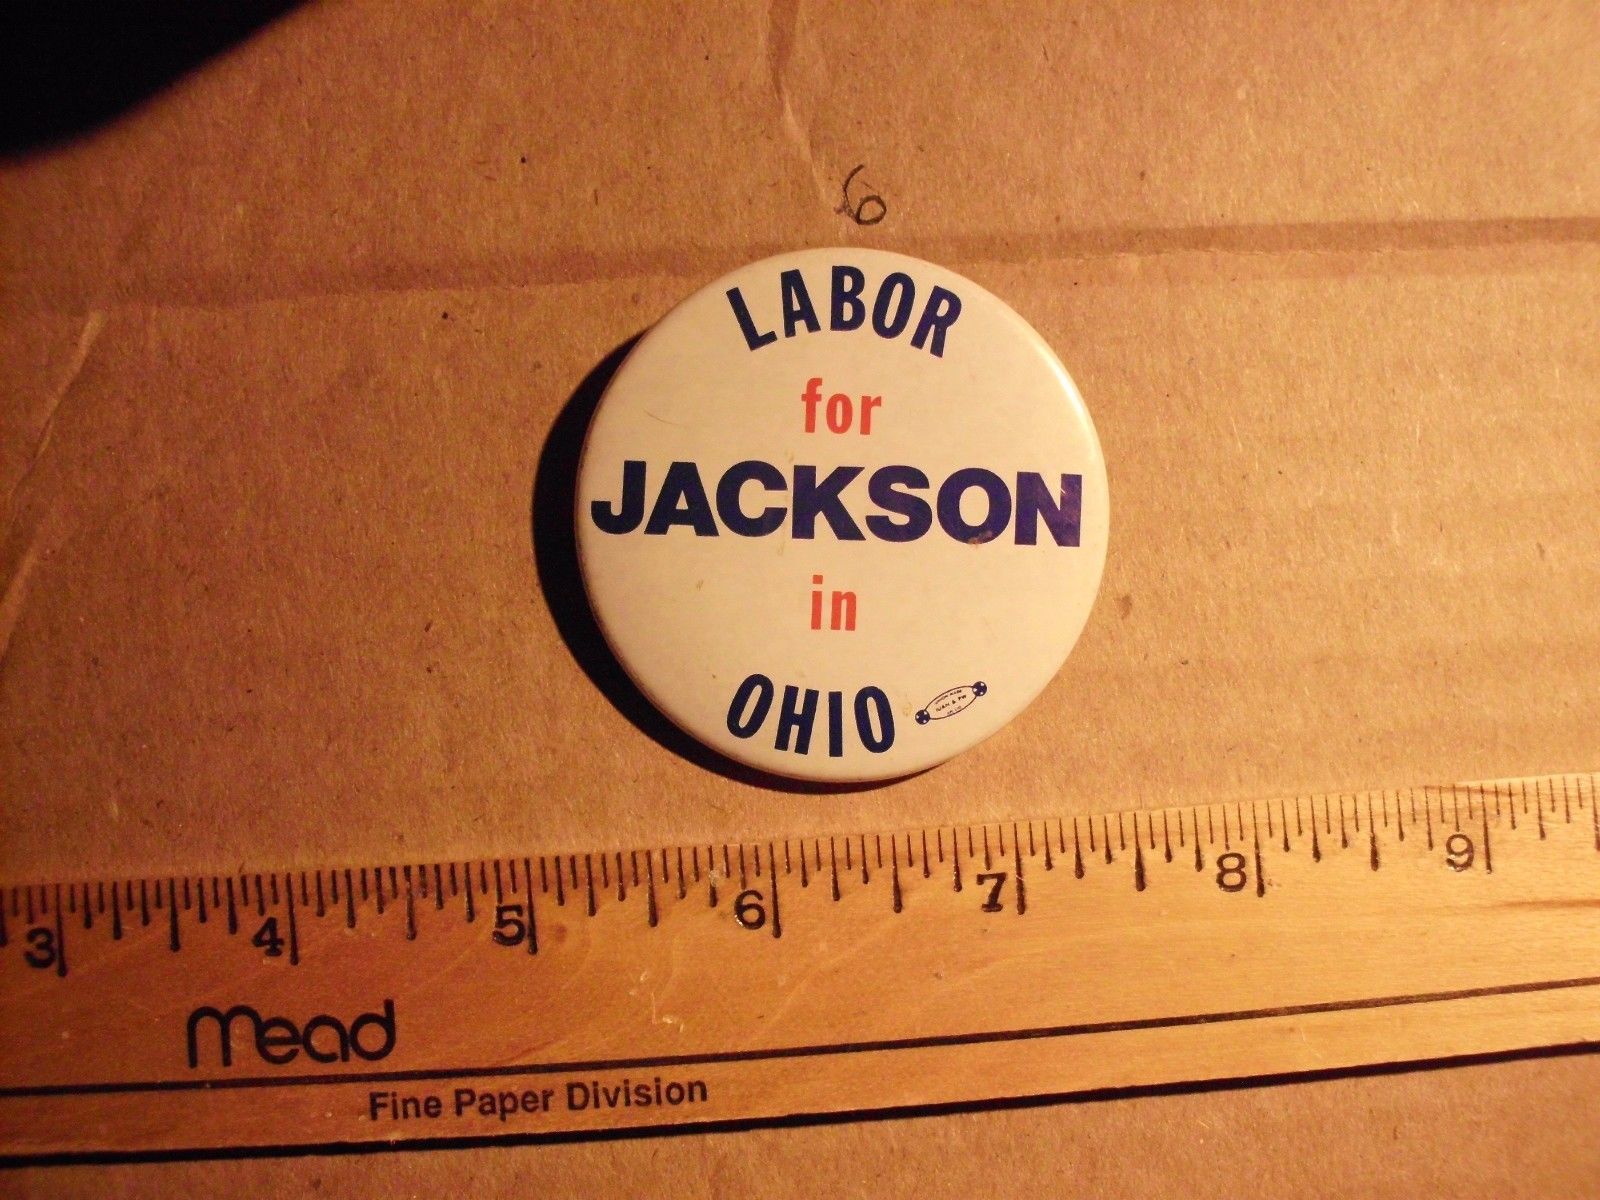 6
LABOR
for
JACKSON
in
OHIO
3 4 5 6 7 8 9
mead
Fine Paper Division